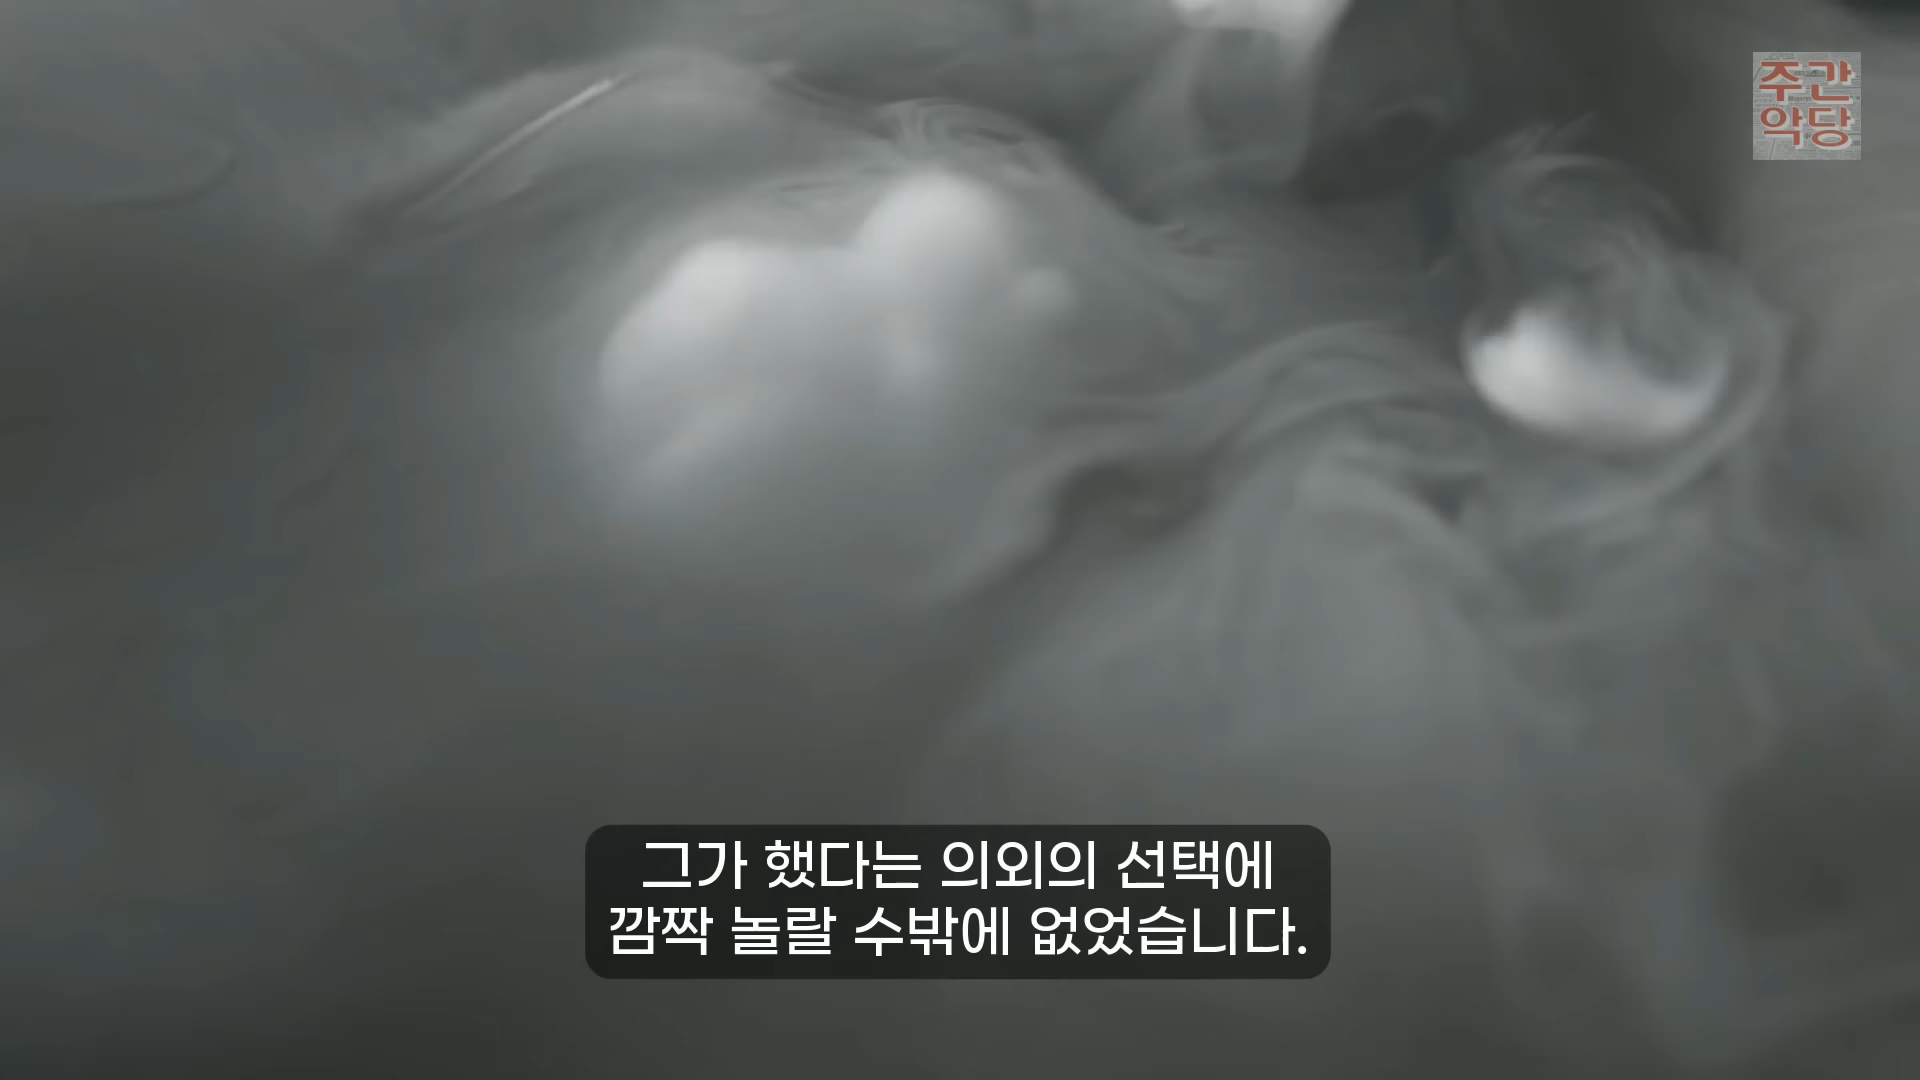 주간
악당
그가 했다는 의외의 선택에
깜짝 놀랄 수밖에 없었습니다.